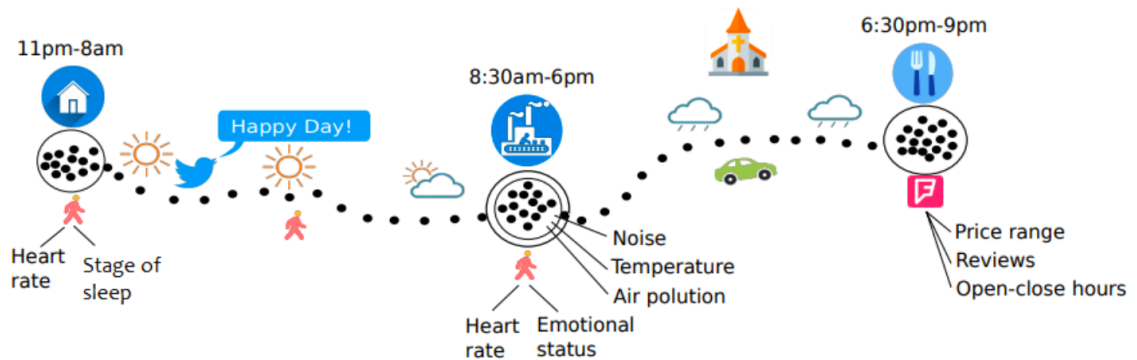 11pm-8am
Happy Day!
Heart
rate
Stage of
sleep
8:30am-6pm
Noise
Temperature
Air polution
Heart
rate
Emotional
status
6:30pm-9pm
Price range
Reviews
Open-close hours